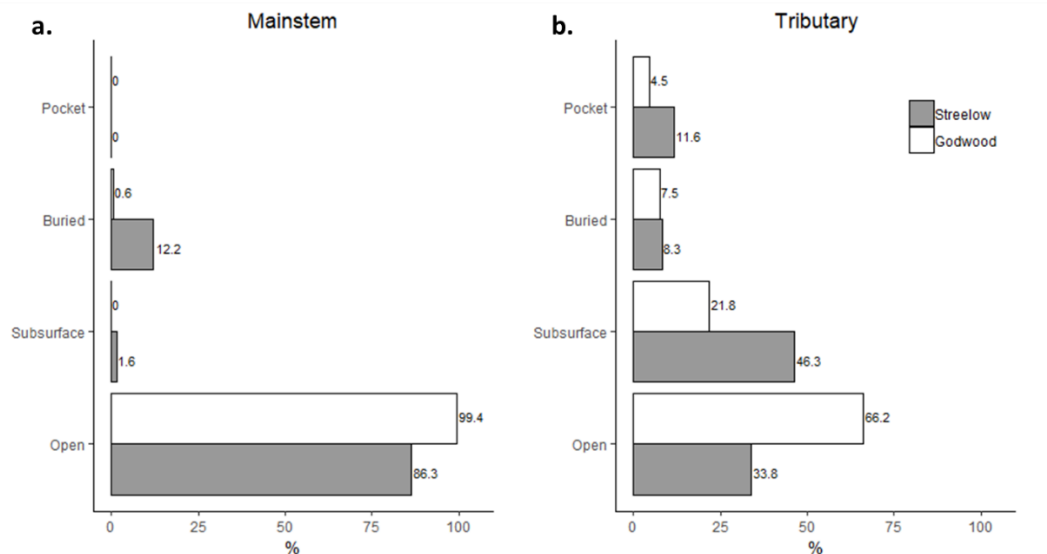 a.
Mainstem
Pocket
0
0
Buried
0.6
12.2
Subsurface
0
1.6
Open
99.4
86.3
0 25 50 75 100
%
b.
Tributary
Pocket
4.5
11.6
Buried
7.5
8.3
Subsurface
21.8
46.3
Open
66.2
33.8
0 25 50 75 100
%
Streelow
Godwood